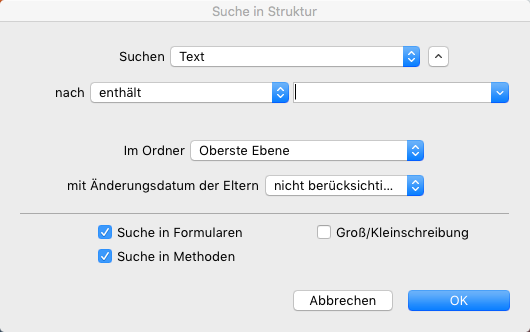 Suche in Struktur
Suchen Text
nach enthält
Im Ordner Oberste Ebene
mit Änderungsdatum der Eltern nicht berücksichti...
Suche in Formularen Groß/Kleinschreibung
Suche in Methoden
Abbrechen OK